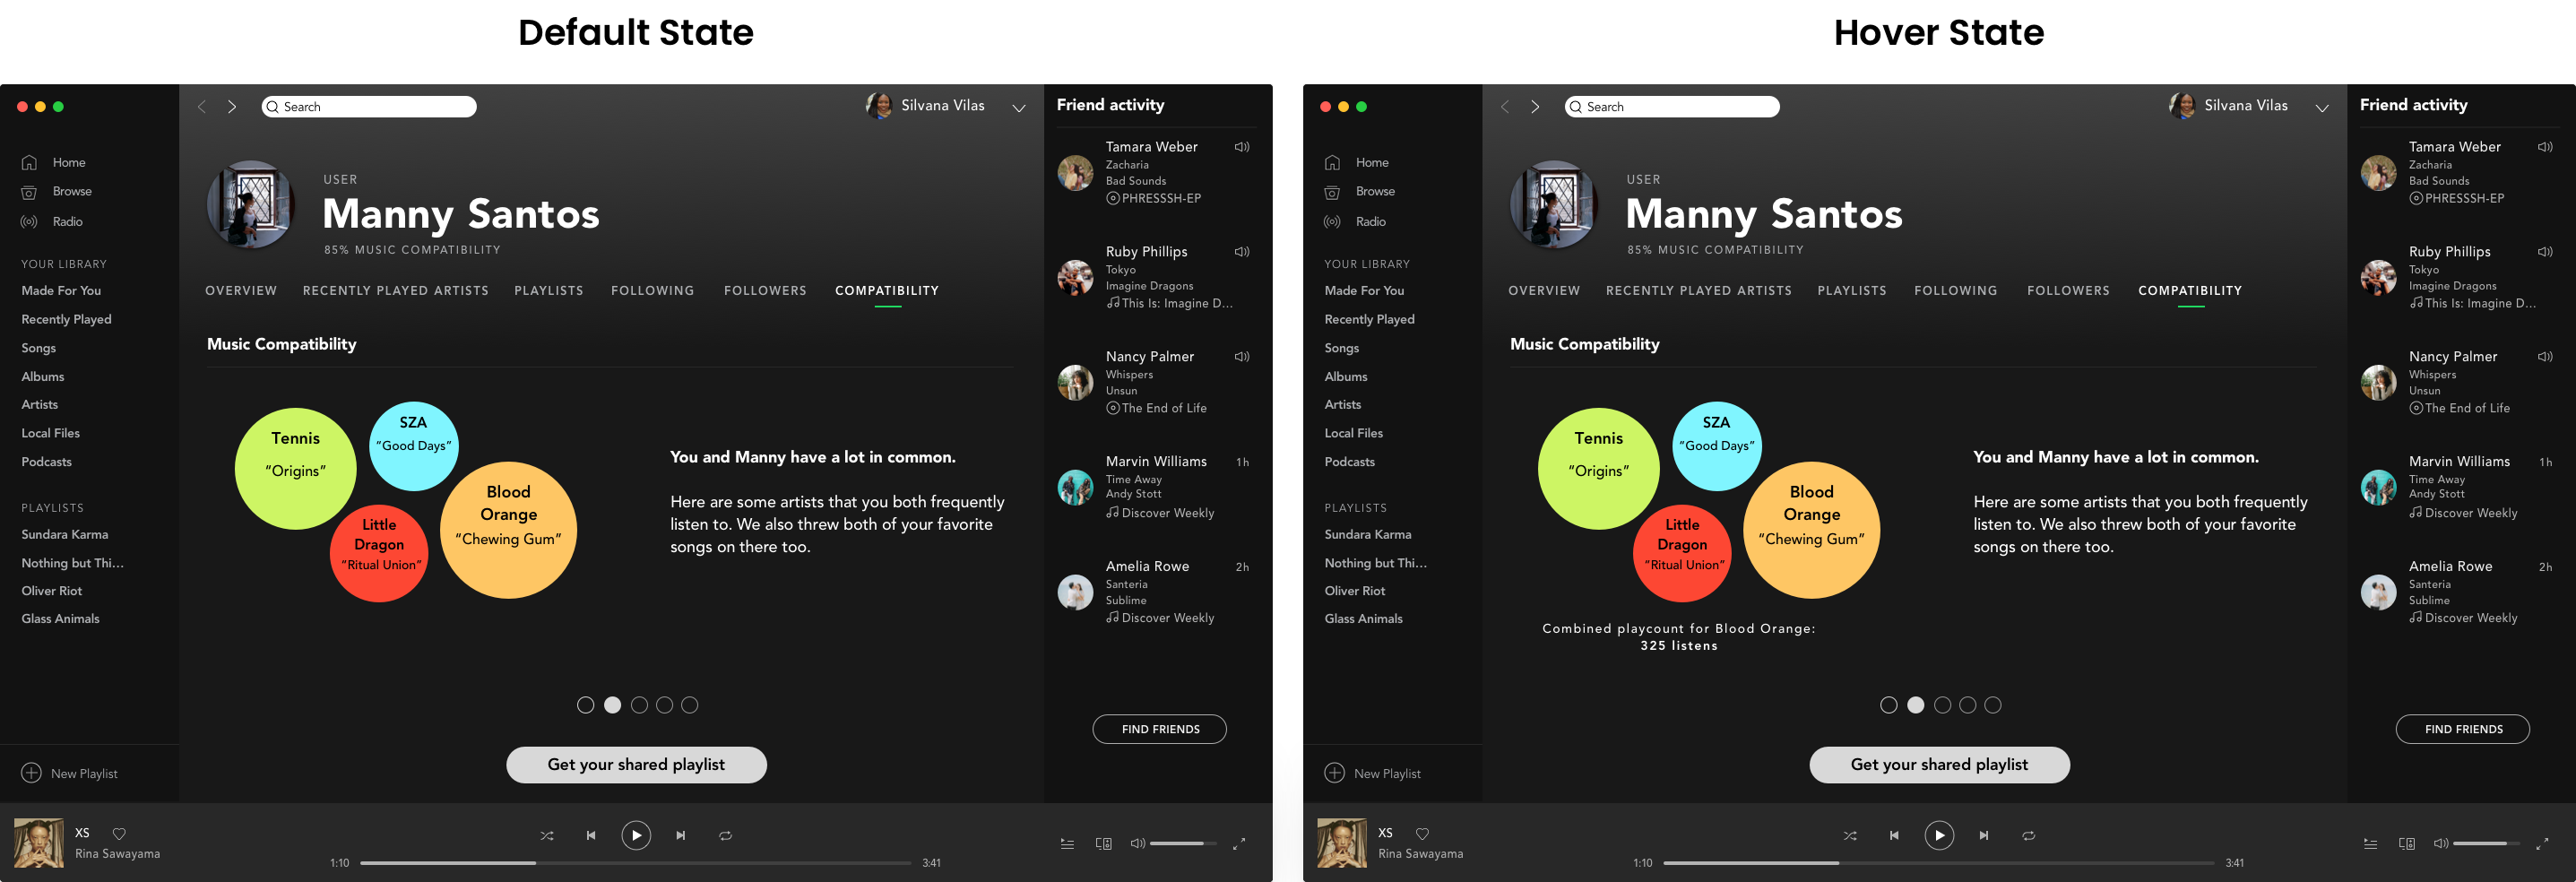 Default State
Search
Silvana Vilas
Home
Browse
Radio
YOUR LIBRARY
Made For You
Recently Played
Songs
Albums
Artists
Local Files
Podcasts
PLAYLISTS
Sundara Karma
Nothing but Thi...
Oliver Riot
Glass Animals
New Playlist
USER
Manny Santos
85% MUSIC COMPATIBILITY
OVERVIEW RECENTLY PLAYED ARTISTS PLAYLISTS FOLLOWING FOLLOWERS COMPATIBILITY
Music Compatibility
Tennis
“Origins”
SZA
“Good Days”
Blood
Orange
“Chewing Gum”
Little
Dragon
“Ritual Union”
You and Manny have a lot in common.
Here are some artists that you both frequently
listen to. We also threw both of your favorite
songs on there too.
Get your shared playlist
Friend activity
Tamara Weber
Zacharia
Bad Sounds
PHRESSSH-EP
Ruby Phillips
Tokyo
Imagine Dragons
This Is: Imagine D...
Nancy Palmer
Whispers
Unsun
The End of Life
Marvin Williams 1h
Time Away
Andy Stott
Discover Weekly
Amelia Rowe 2h
Santeria
Sublime
Discover Weekly
FIND FRIENDS
XS
Rina Sawayama
1:10 3:41
Hover State
Search
Silvana Vilas
Home
Browse
Radio
YOUR LIBRARY
Made For You
Recently Played
Songs
Albums
Artists
Local Files
Podcasts
PLAYLISTS
Sundara Karma
Nothing but Thi...
Oliver Riot
Glass Animals
New Playlist
USER
Manny Santos
85% MUSIC COMPATIBILITY
OVERVIEW RECENTLY PLAYED ARTISTS PLAYLISTS FOLLOWING FOLLOWERS COMPATIBILITY
Music Compatibility
Tennis
“Origins”
SZA
“Good Days”
Blood
Orange
“Chewing Gum”
Little
Dragon
“Ritual Union”
Combined playcount for Blood Orange:
325 listens
You and Manny have a lot in common.
Here are some artists that you both frequently
listen to. We also threw both of your favorite
songs on there too.
Get your shared playlist
Friend activity
Tamara Weber
Zacharia
Bad Sounds
PHRESSSH-EP
Ruby Phillips
Tokyo
Imagine Dragons
This Is: Imagine D...
Nancy Palmer
Whispers
Unsun
The End of Life
Marvin Williams 1h
Time Away
Andy Stott
Discover Weekly
Amelia Rowe 2h
Santeria
Sublime
Discover Weekly
FIND FRIENDS
XS
Rina Sawayama
1:10 3:41